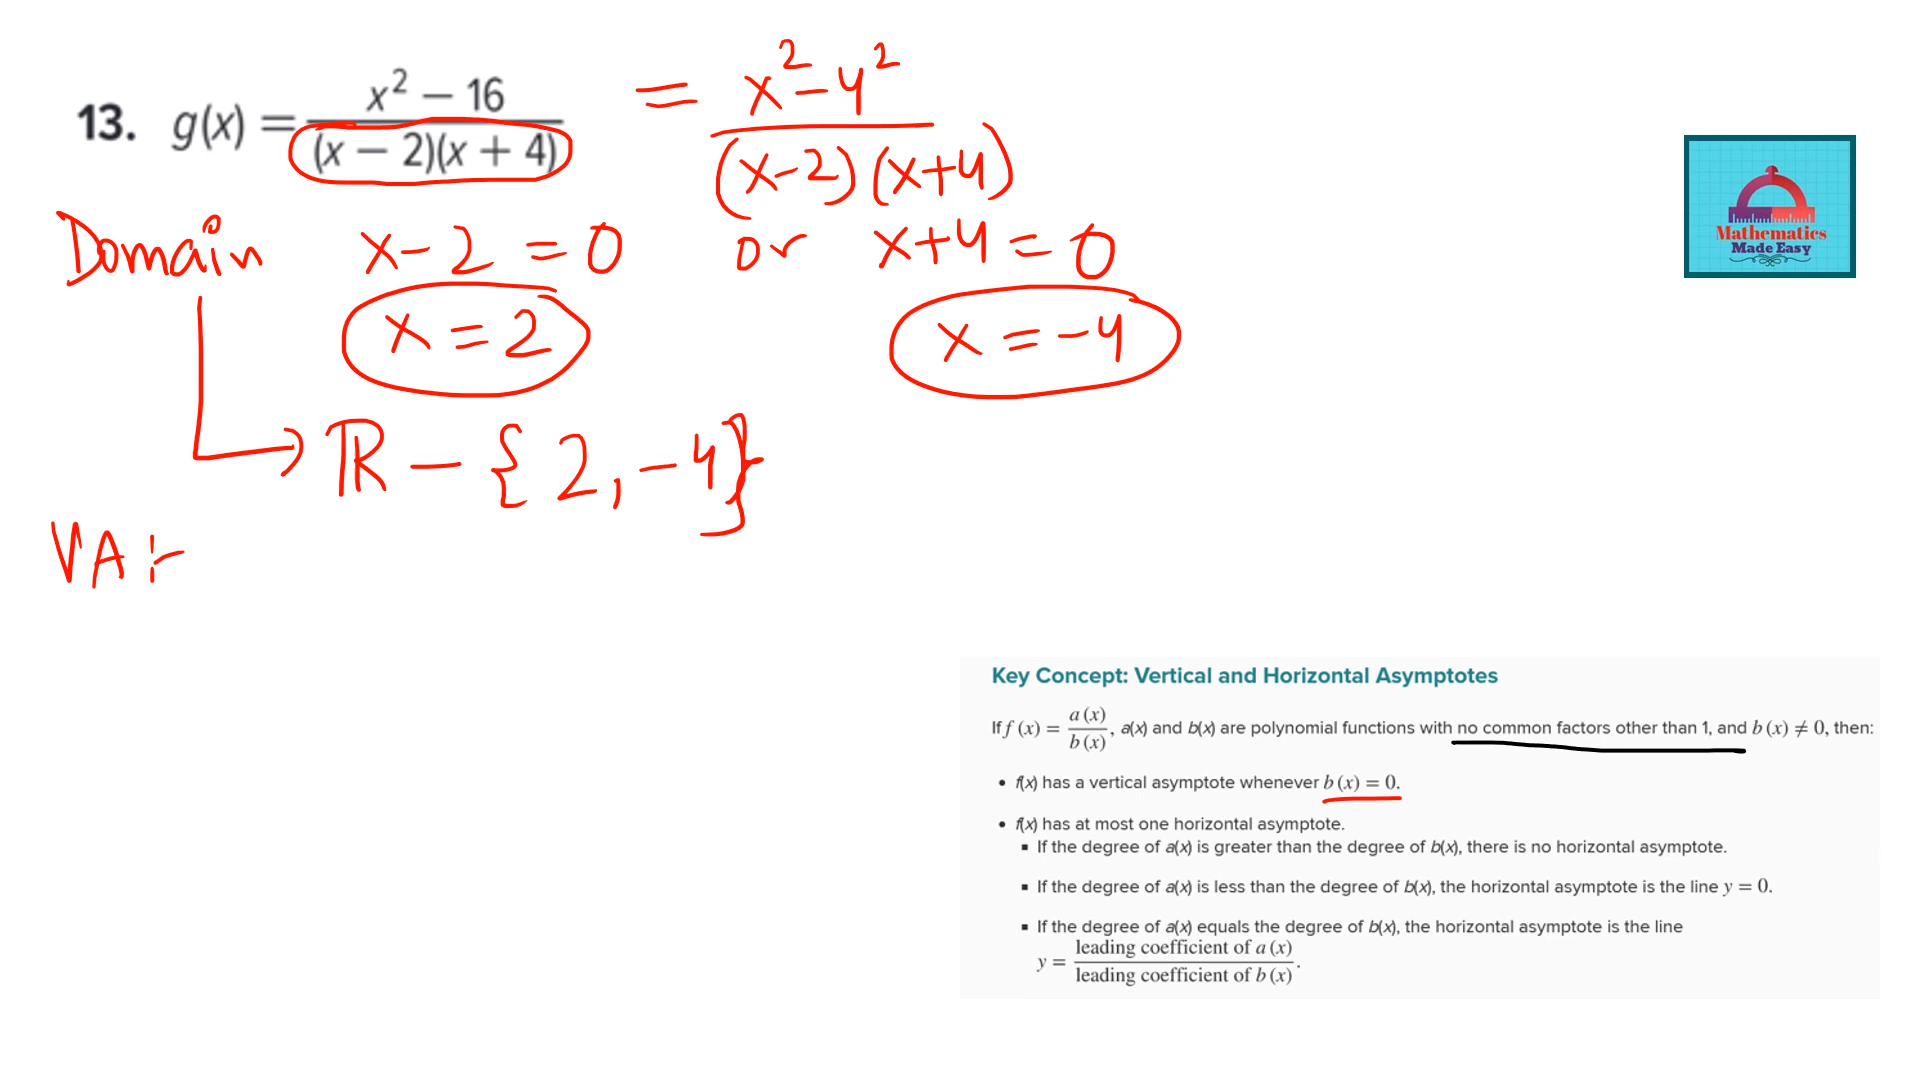 13. g(x) = x² – 16 / (x – 2)(x + 4) = x² – 4² / (x-2) (x+4)
Domain x-2 = 0 or x+4 = 0
x = 2 x = -4
ℝ – {2, -4}
VA :-
Mathematics
Made Easy
Key Concept: Vertical and Horizontal Asymptotes
If f (x) = a (x) / b (x), a(x) and b(x) are polynomial functions with no common factors other than 1, and b (x) ≠ 0, then:
• f(x) has a vertical asymptote whenever b (x) = 0.
• f(x) has at most one horizontal asymptote.
▪ If the degree of a(x) is greater than the degree of b(x), there is no horizontal asymptote.
▪ If the degree of a(x) is less than the degree of b(x), the horizontal asymptote is the line y = 0.
▪ If the degree of a(x) equals the degree of b(x), the horizontal asymptote is the line
y = leading coefficient of a (x) / leading coefficient of b (x).